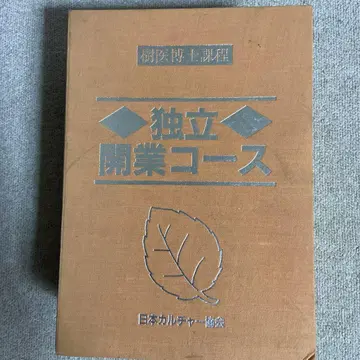 樹医博士課程
独立
開業コース
日本カルチャー協会